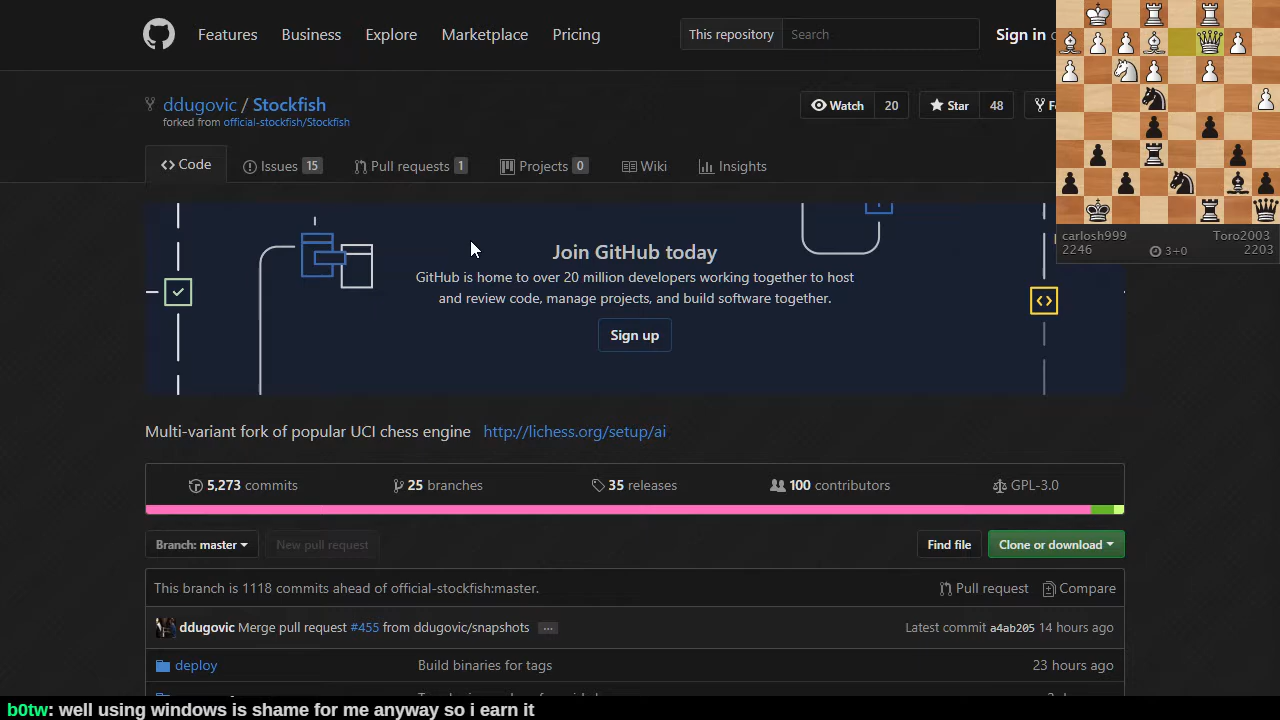 Features Business Explore Marketplace Pricing This repository Search Sign in
ddugovic / Stockfish
forked from official-stockfish/Stockfish
Watch 20 Star 48
Code Issues 15 Pull requests 1 Projects 0 Wiki Insights
Join GitHub today
GitHub is home to over 20 million developers working together to host
and review code, manage projects, and build software together.
Sign up
carlosh999 Toro2003
2246 3+0 2203
Multi-variant fork of popular UCI chess engine http://lichess.org/setup/ai
5,273 commits 25 branches 35 releases 100 contributors GPL-3.0
Branch: master New pull request Find file Clone or download
This branch is 1118 commits ahead of official-stockfish:master. Pull request Compare
ddugovic Merge pull request #455 from ddugovic/snapshots ... Latest commit a4ab205 14 hours ago
deploy Build binaries for tags 23 hours ago
b0tw: well using windows is shame for me anyway so i earn it